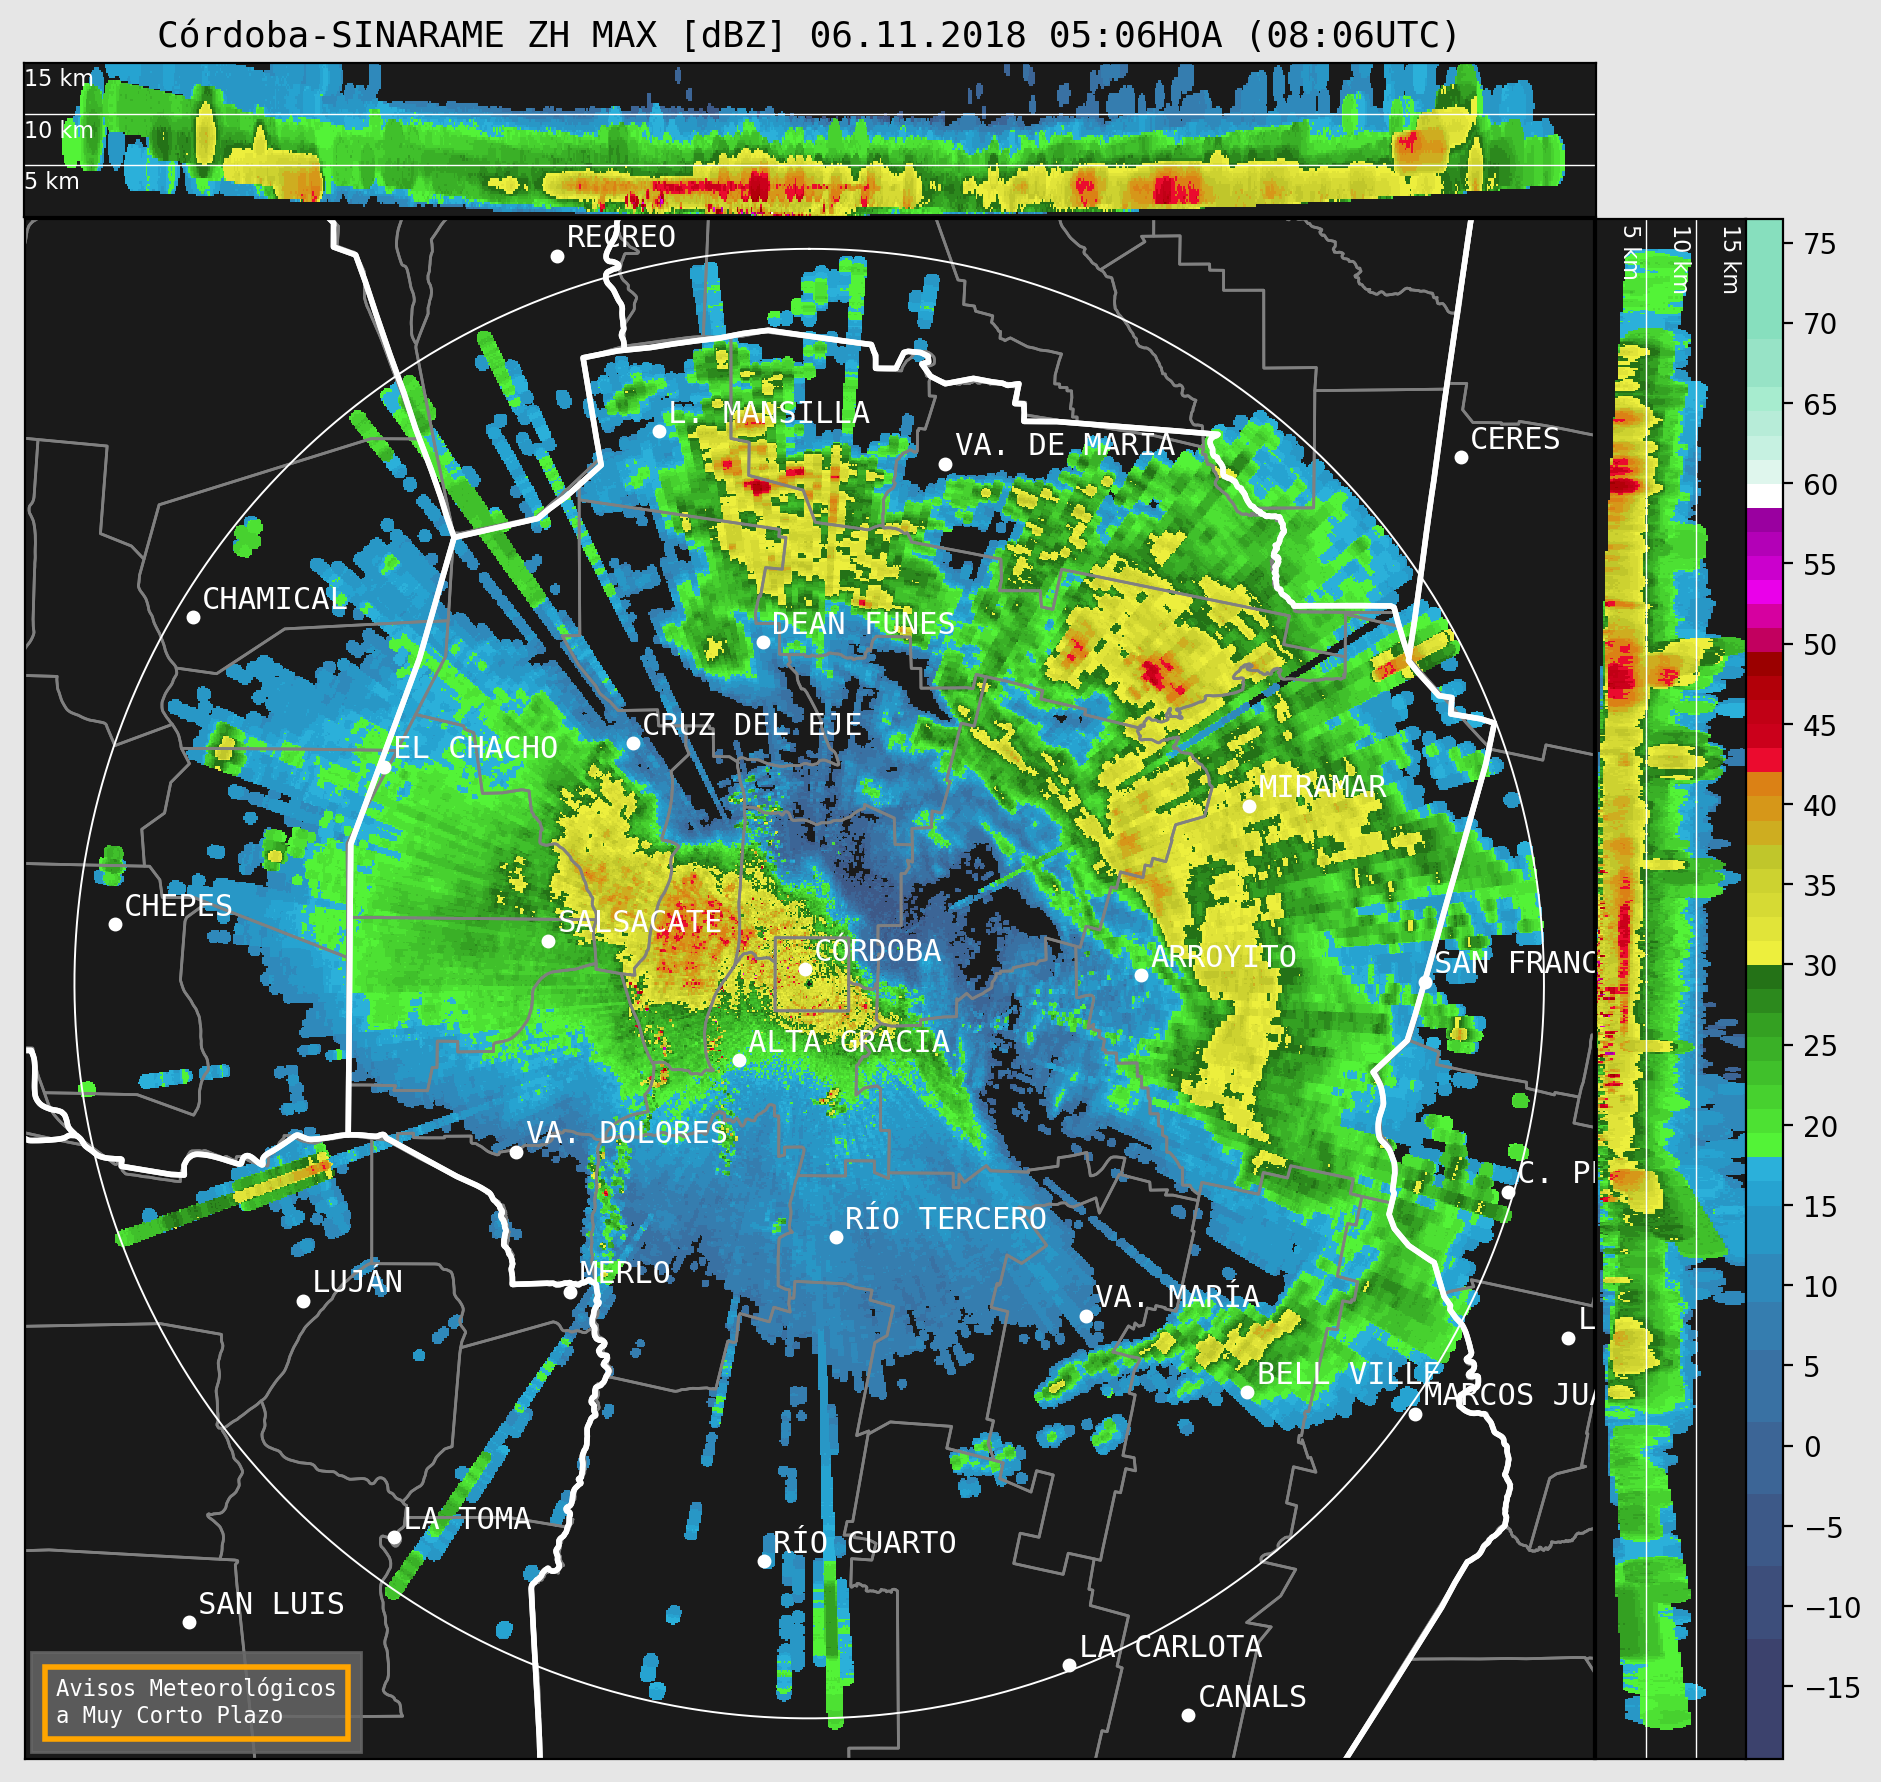 Córdoba-SINARAME ZH MAX [dBZ] 06.11.2018 05:06HOA (08:06UTC)
15 km
10 km
5 km
5 km
10 km
15 km
RECREO
L. MANSILLA
VA. DE MARIA
CERES
CHAMICAL
DEAN FUNES
CRUZ DEL EJE
EL CHACHO
MIRAMAR
CHEPES
SALSACATE
CÓRDOBA
ARROYITO
SAN FRANC
ALTA GRACIA
VA. DOLORES
C. PE
RÍO TERCERO
MERLO
LUJÁN
VA. MARÍA
L
BELL VILLE
MARCOS JUA
LA TOMA
RÍO CUARTO
SAN LUIS
LA CARLOTA
CANALS
Avisos Meteorológicos
a Muy Corto Plazo
75
70
65
60
55
50
45
40
35
30
25
20
15
10
5
0
−5
−10
−15